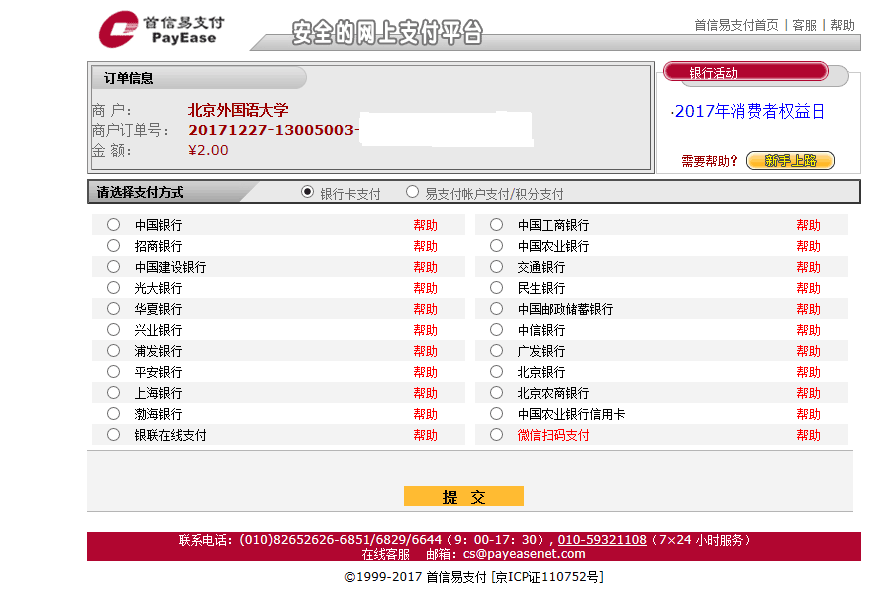 首信易支付
PayEase
安全的网上支付平台
首信易支付首页 | 客服 | 帮助
订单信息
商 户： 北京外国语大学
商户订单号： 20171227-13005003-
金 额： ¥2.00
银行活动
·2017年消费者权益日
需要帮助? 新手上路
请选择支付方式 银行卡支付 易支付帐户支付/积分支付
中国银行 帮助 中国工商银行 帮助
招商银行 帮助 中国农业银行 帮助
中国建设银行 帮助 交通银行 帮助
光大银行 帮助 民生银行 帮助
华夏银行 帮助 中国邮政储蓄银行 帮助
兴业银行 帮助 中信银行 帮助
浦发银行 帮助 广发银行 帮助
平安银行 帮助 北京银行 帮助
上海银行 帮助 北京农商银行 帮助
渤海银行 帮助 中国农业银行信用卡 帮助
银联在线支付 帮助 微信扫码支付 帮助
提 交
联系电话：(010)82652626-6851/6829/6644（9：00-17：30）, 010-59321108（7×24 小时服务）
在线客服 邮箱：cs@payeasenet.com
©1999-2017 首信易支付 [京ICP证110752号]